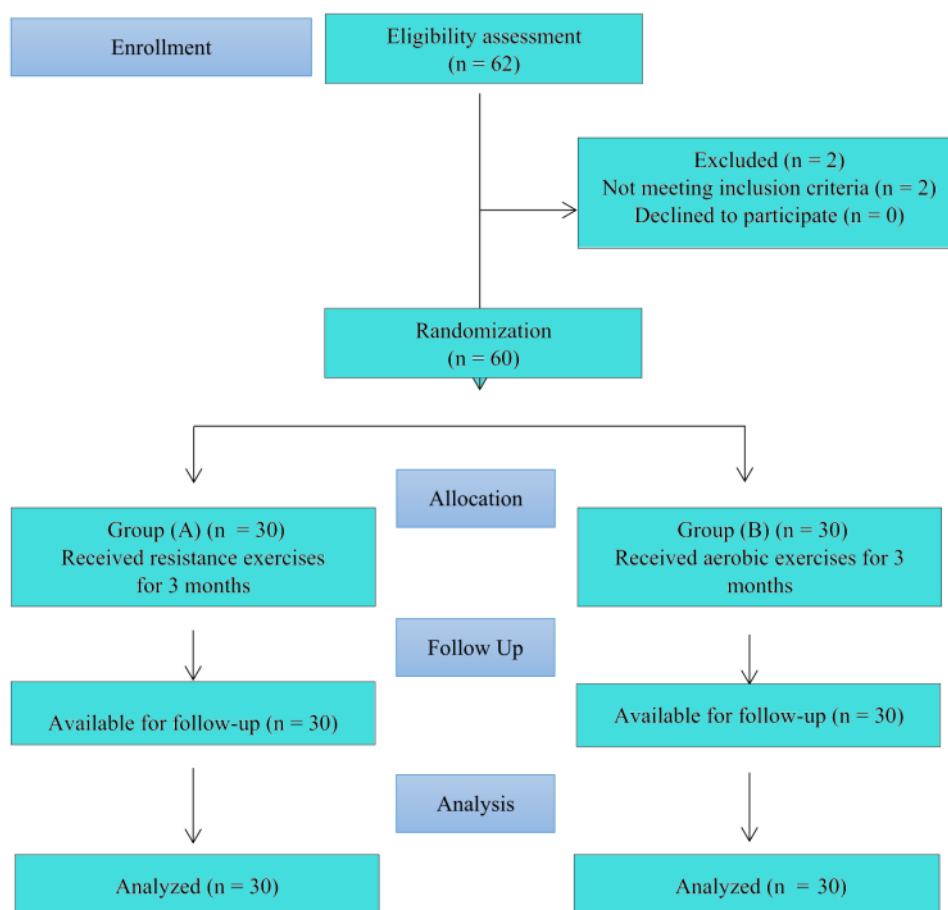 Enrollment
Eligibility assessment
(n = 62)
Excluded (n = 2)
Not meeting inclusion criteria (n = 2)
Declined to participate (n = 0)
Randomization
(n = 60)
Allocation
Group (A) (n = 30)
Received resistance exercises
for 3 months
Group (B) (n = 30)
Received aerobic exercises for 3
months
Follow Up
Available for follow-up (n = 30)
Available for follow-up (n = 30)
Analysis
Analyzed (n = 30)
Analyzed (n = 30)